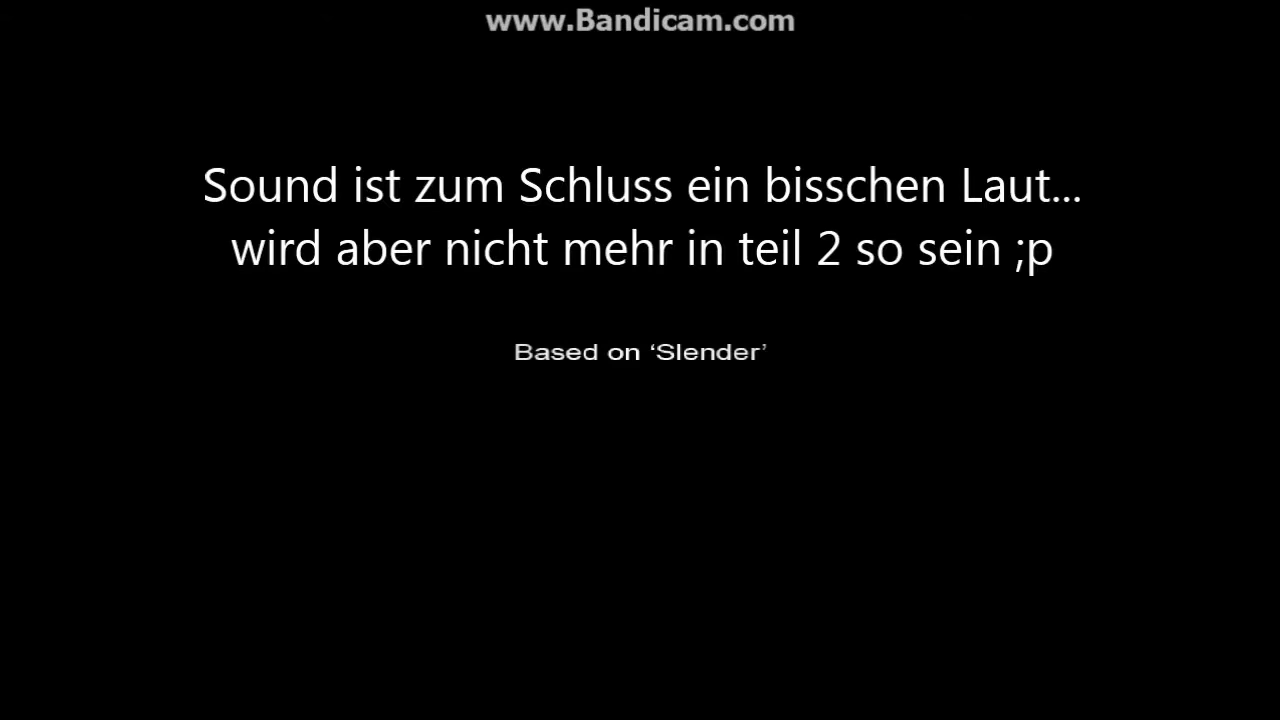 www.Bandicam.com
Sound ist zum Schluss ein bisschen Laut...
wird aber nicht mehr in teil 2 so sein ;p
Based on ‘Slender’